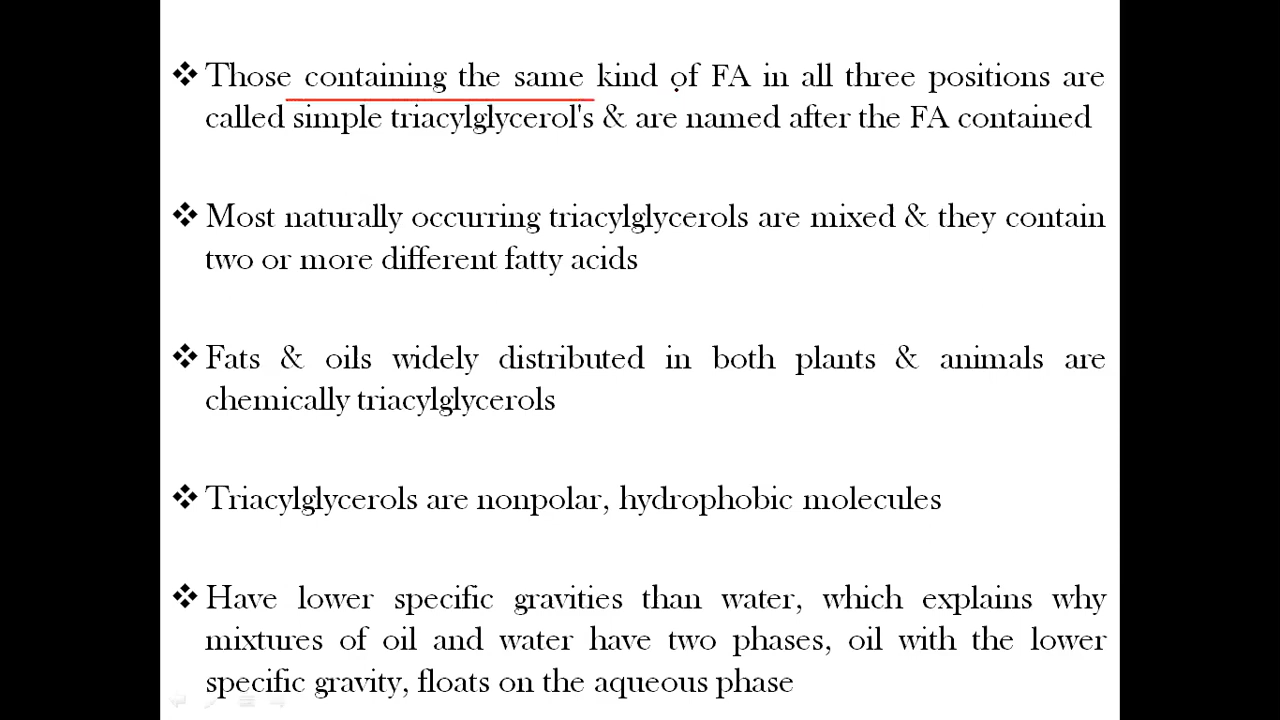 ❖ Those containing the same kind of FA in all three positions are
called simple triacylglycerol's & are named after the FA contained
❖ Most naturally occurring triacylglycerols are mixed & they contain
two or more different fatty acids
❖ Fats & oils widely distributed in both plants & animals are
chemically triacylglycerols
❖ Triacylglycerols are nonpolar, hydrophobic molecules
❖ Have lower specific gravities than water, which explains why
mixtures of oil and water have two phases, oil with the lower
specific gravity, floats on the aqueous phase